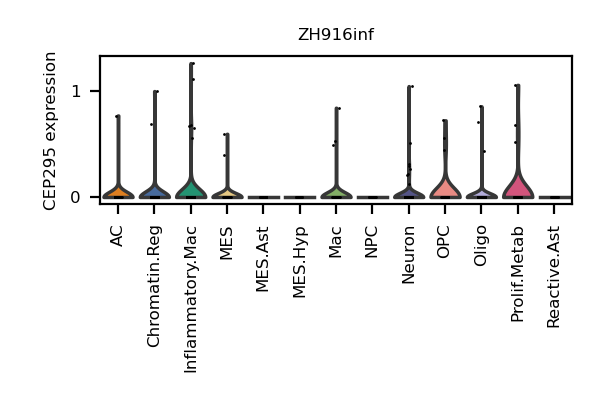 ZH916inf
CEP295 expression
1
0
AC
Chromatin.Reg
Inflammatory.Mac
MES
MES.Ast
MES.Hyp
Mac
NPC
Neuron
OPC
Oligo
Prolif.Metab
Reactive.Ast